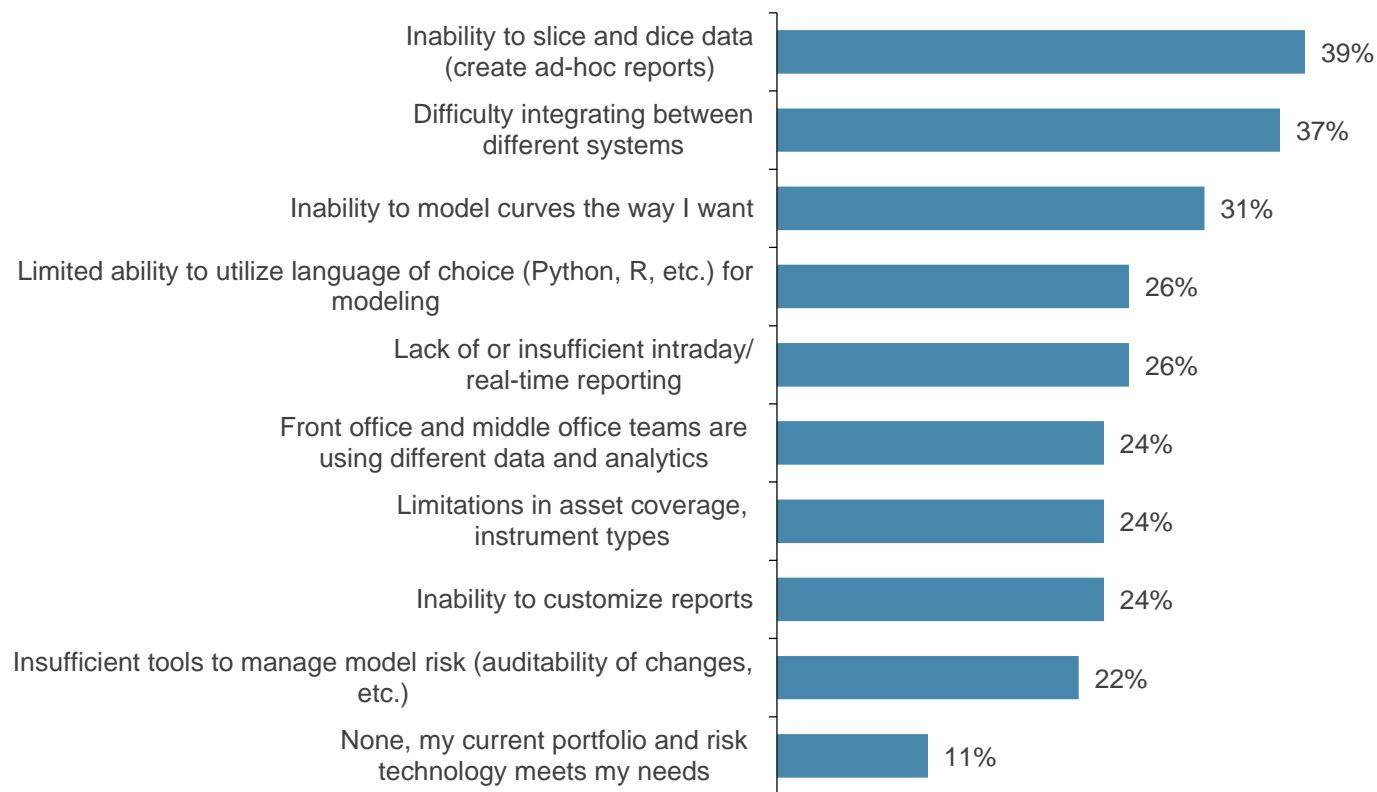 Inability to slice and dice data
(create ad-hoc reports)
39%
Difficulty integrating between
different systems
37%
Inability to model curves the way I want
31%
Limited ability to utilize language of choice (Python, R, etc.) for
modeling
26%
Lack of or insufficient intraday/
real-time reporting
26%
Front office and middle office teams are
using different data and analytics
24%
Limitations in asset coverage,
instrument types
24%
Inability to customize reports
24%
Insufficient tools to manage model risk (auditability of changes,
etc.)
22%
None, my current portfolio and risk
technology meets my needs
11%